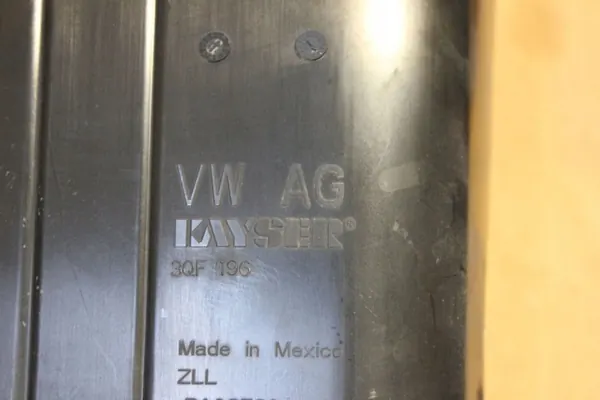 VW AG
KAYSER®
3QF 196
Made in Mexico
ZLL